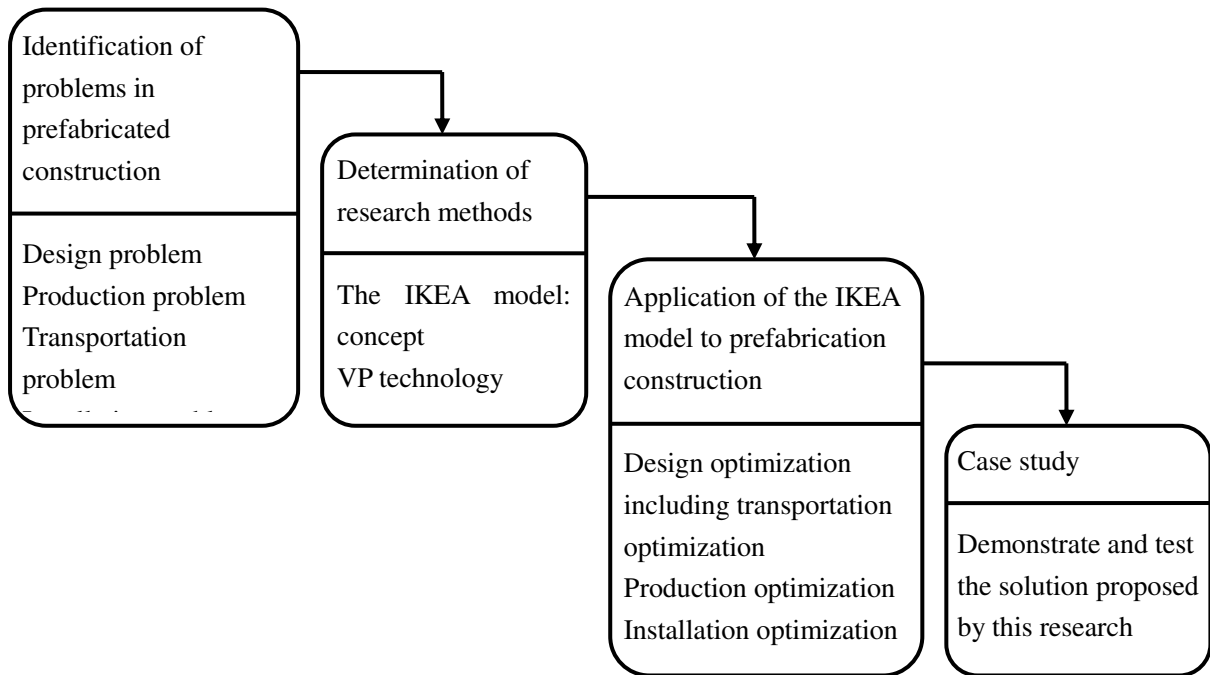 Identification of
problems in
prefabricated
construction
Design problem
Production problem
Transportation
problem
Determination of
research methods
The IKEA model:
concept
VP technology
Application of the IKEA
model to prefabrication
construction
Design optimization
including transportation
optimization
Production optimization
Installation optimization
Case study
Demonstrate and test
the solution proposed
by this research